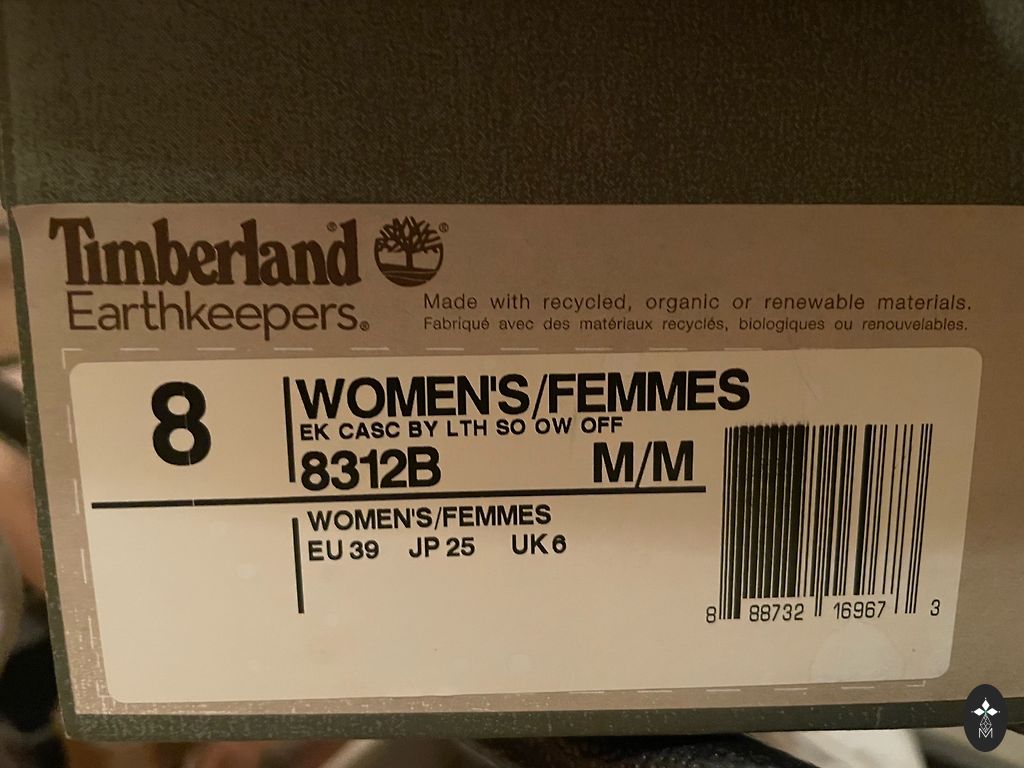 Timberland®
Earthkeepers®
Made with recycled, organic or renewable materials.
Fabriqué avec des matériaux recyclés, biologiques ou renouvelables.
8
WOMEN'S/FEMMES
EK CASC BY LTH SO OW OFF
8312B M/M
WOMEN'S/FEMMES
EU 39 JP 25 UK 6
8 88732 16967 3
M